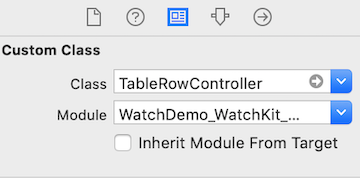 Custom Class
Class TableRowController
Module WatchDemo_WatchKit_...
Inherit Module From Target